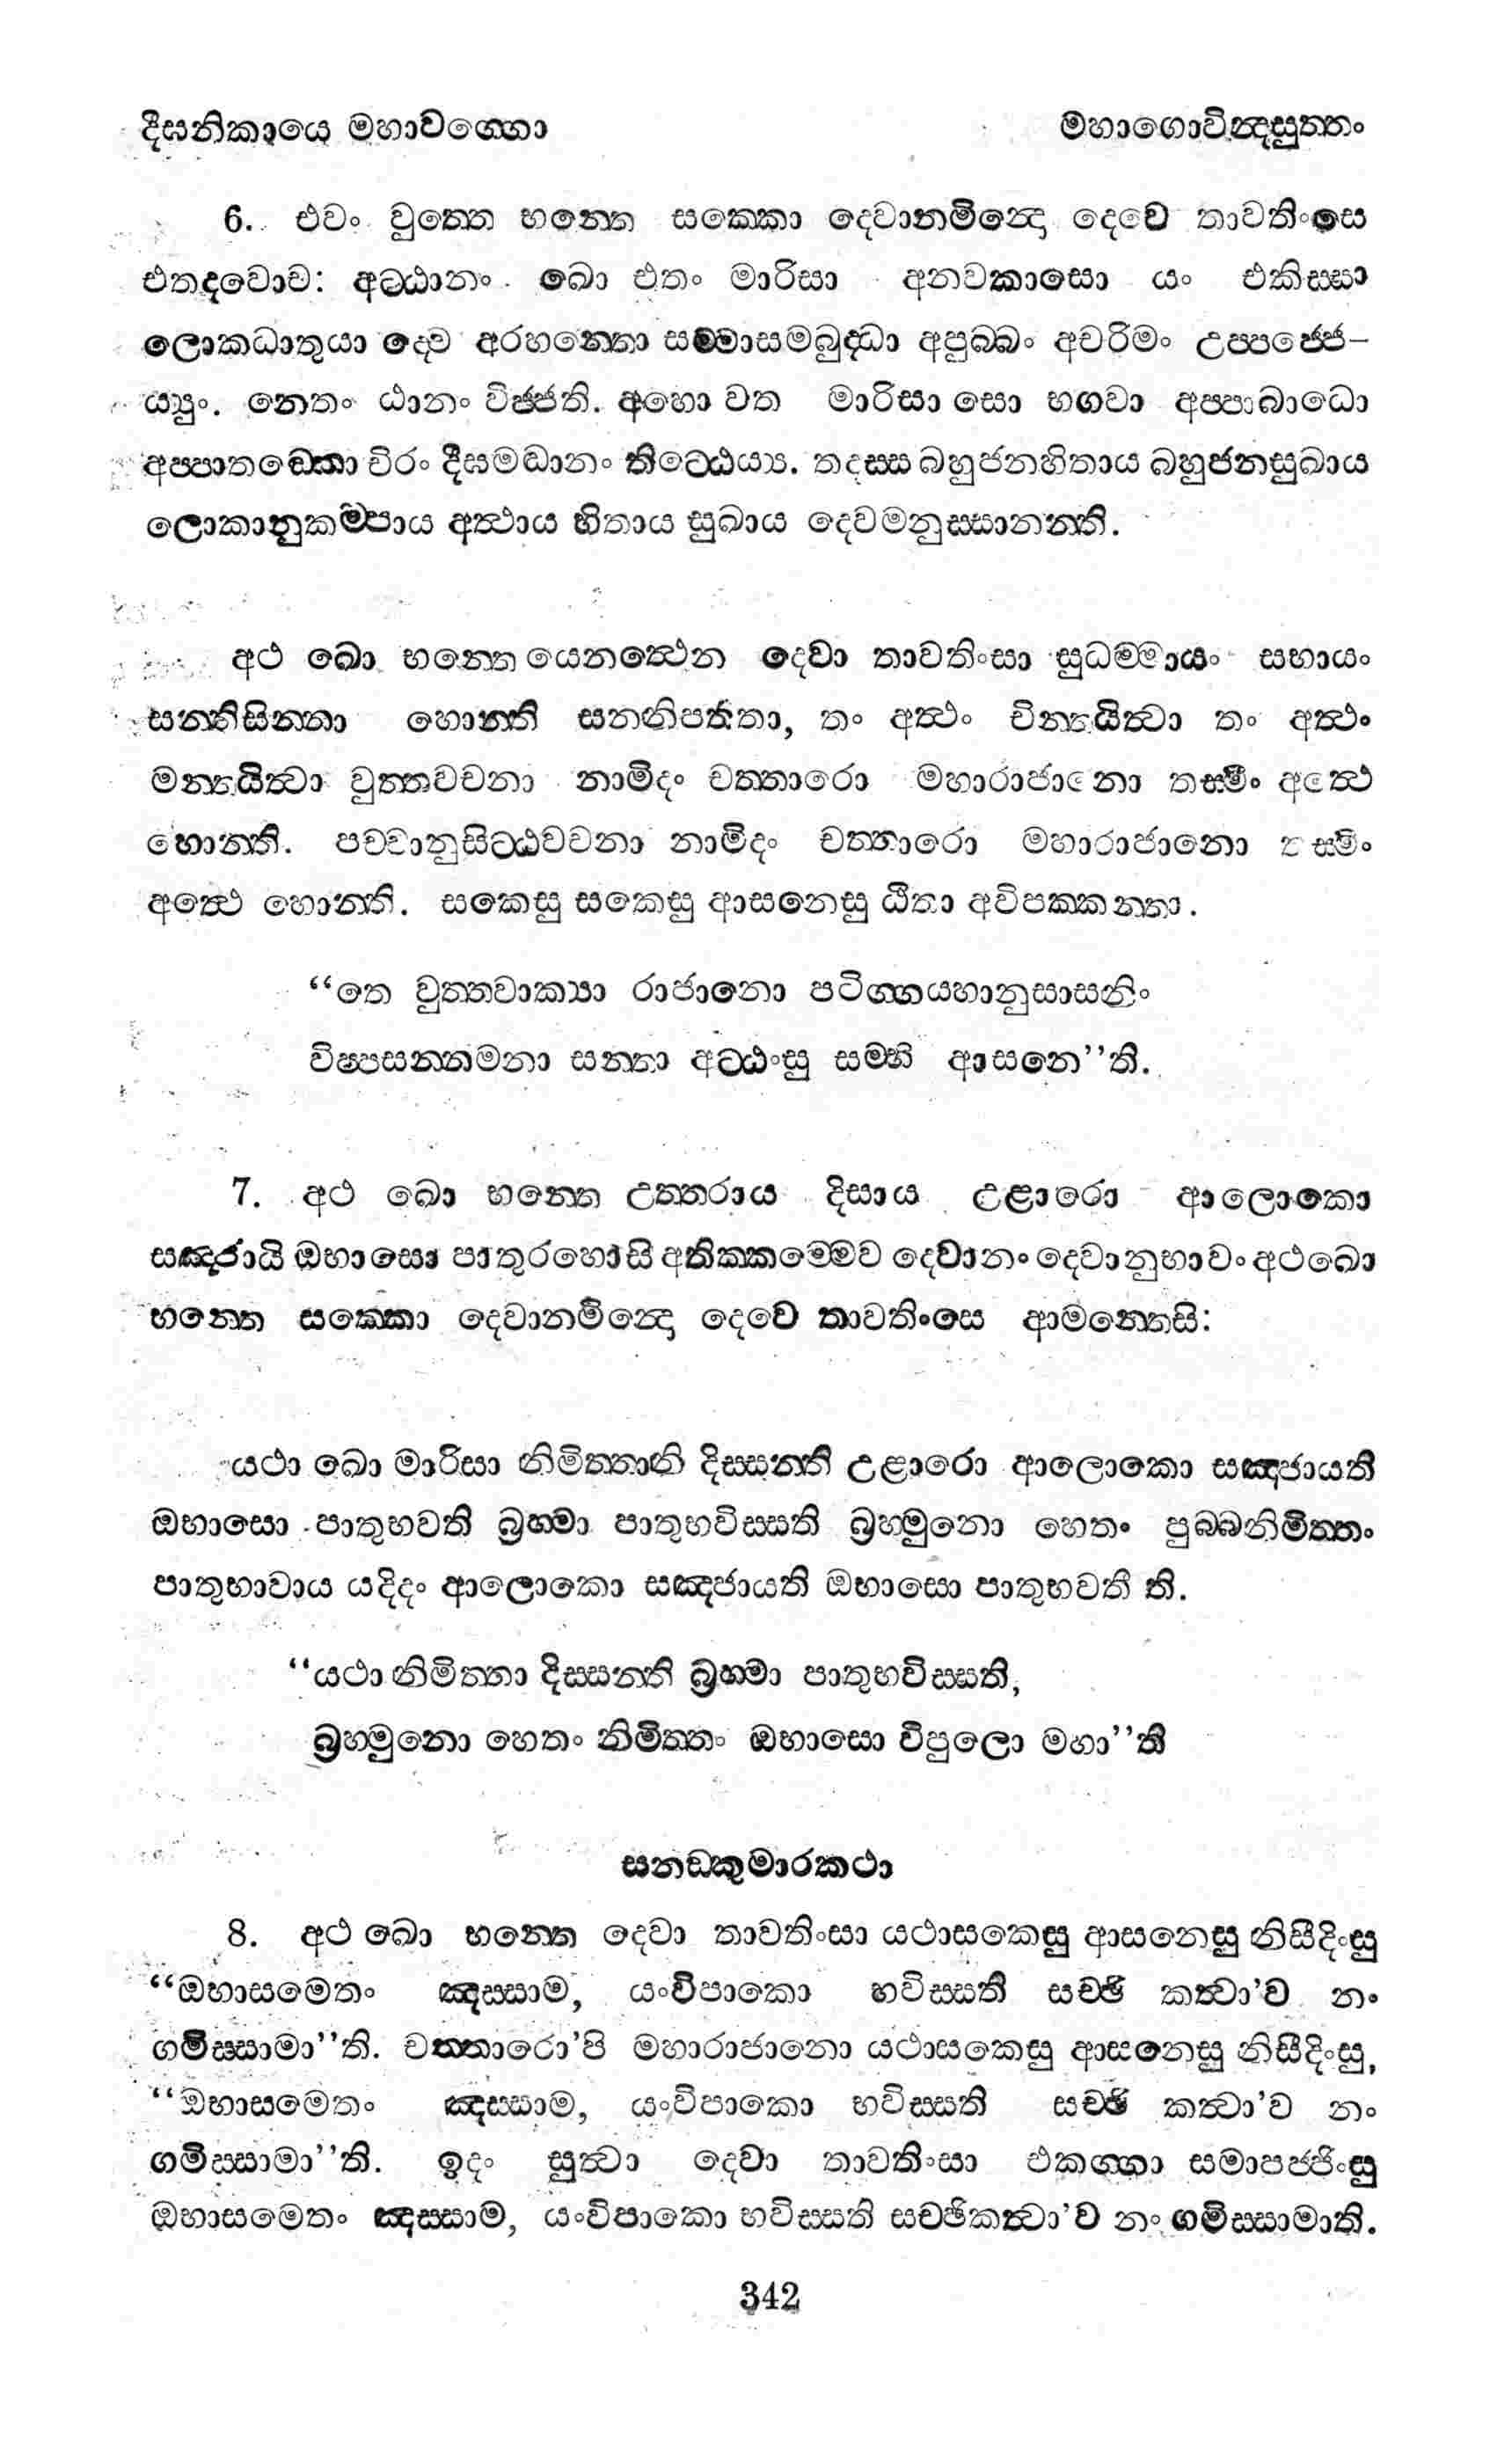 දීඝනිකායෙ මහාවග්ගො
මහාගොවින්දසුත්තං
6. එවං වුත්තෙ භන්තෙ සක්කො දෙවානමින්දො දෙවෙ තාවතිංසෙ
එතදවොච: අට්ඨානං ඛො එතං මාරිසා අනවකාසො යං එකිස්සා
ලොකධාතුයා ද්වෙ අරහන්තො සම්මාසම්බුද්ධා අපුබ්බං අචරිමං උප්පජ්ජෙ-
ය්‍යුං. නෙතං ඨානං විජ්ජති. අහො වත මාරිසා සො භගවා අප්පාබාධො
අප්පාතඞ්කො චිරං දීඝමද්ධානං තිට්ඨෙය්‍ය. තදස්ස බහුජනහිතාය බහුජනසුඛාය
ලොකානුකම්පාය අත්ථාය හිතාය සුඛාය දෙවමනුස්සානන්ති.
අථ ඛො භන්තෙ යෙනත්ථෙන දෙවා තාවතිංසා සුධම්මායං සභායං
සන්නිසින්නා හොන්ති සන්නිපතිතා, තං අත්ථං චින්තයිත්වා තං අත්ථං
මන්තයිත්වා වුත්තවචනා නාමිදං චත්තාරො මහාරාජානො තස්මිං අත්ථෙ
හොන්ති. පච්චානුසිට්ඨවචනා නාමිදං චත්තාරො මහාරාජානො තස්මිං
අත්ථෙ හොන්ති. සකෙසු සකෙසු ආසනෙසු ඨිතා අවිපක්කන්තා.
“තෙ වුත්තවාක්‍යා රාජානො පටිග්ගය්හානුසාසනිං
විප්පසන්නමනා සන්තා අට්ඨංසු සම්හි ආසනෙ”ති.
7. අථ ඛො භන්තෙ උත්තරාය දිසාය උළාරො ආලොකො
සඤ්ජායි ඔභාසො පාතුරහොසි අතික්කම්මෙව දෙවානං දෙවානුභාවං අථඛො
භන්තෙ සක්කො දෙවානමින්දො දෙවෙ තාවතිංසෙ ආමන්තෙසි:
යථා ඛො මාරිසා නිමිත්තානි දිස්සන්ති උළාරො ආලොකො සඤ්ජායති
ඔභාසො පාතුභවති බ්‍රහ්මා පාතුභවිස්සති බ්‍රහ්මුනො හෙතං පුබ්බනිමිත්තං
පාතුභාවාය යදිදං ආලොකො සඤ්ජායති ඔභාසො පාතුභවතී ති.
“යථා නිමිත්තා දිස්සන්ති බ්‍රහ්මා පාතුභවිස්සති,
බ්‍රහ්මුනො හෙතං නිමිත්තං ඔභාසො විපුලො මහා”ති
සනඞ්කුමාරකථා
8. අථ ඛො භන්තෙ දෙවා තාවතිංසා යථාසකෙසු ආසනෙසු නිසීදිංසු
“ඔභාසමෙතං ඤස්සාම, යංවිපාකො භවිස්සති සච්ඡි කත්වා’ව නං
ගමිස්සාමා”ති. චත්තාරො’පි මහාරාජානො යථාසකෙසු ආසනෙසු නිසීදිංසු,
“ඔභාසමෙතං ඤස්සාම, යංවිපාකො භවිස්සති සච්ඡි කත්වා’ව නං
ගමිස්සාමා”ති. ඉදං සුත්වා දෙවා තාවතිංසා එකග්ගා සමාපජ්ජිංසු
ඔභාසමෙතං ඤස්සාම, යංවිපාකො භවිස්සති සච්ඡිකත්වා’ව නං ගමිස්සාමාති.
342